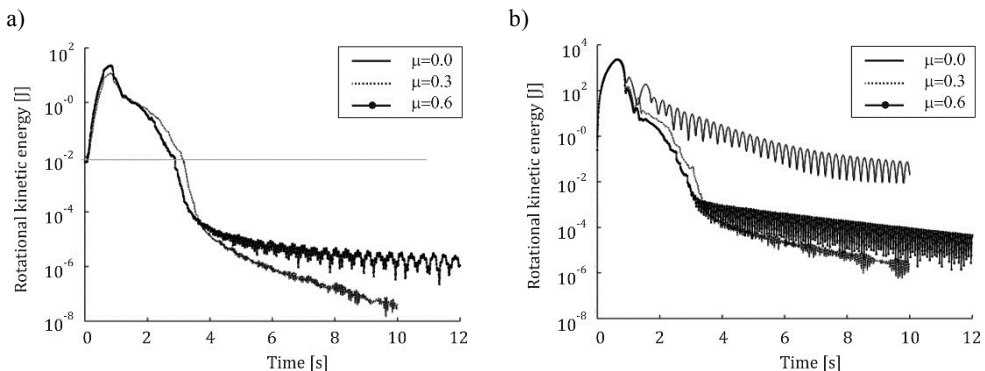 a)
Rotational kinetic energy [J]
10^2
10^0
10^-2
10^-4
10^-6
10^-8
μ=0.0
μ=0.3
μ=0.6
0 2 4 6 8 10 12
Time [s]
b)
Rotational kinetic energy [J]
10^4
10^2
10^-0
10^-2
10^-4
10^-6
10^-8
μ=0.0
μ=0.3
μ=0.6
0 2 4 6 8 10 12
Time [s]